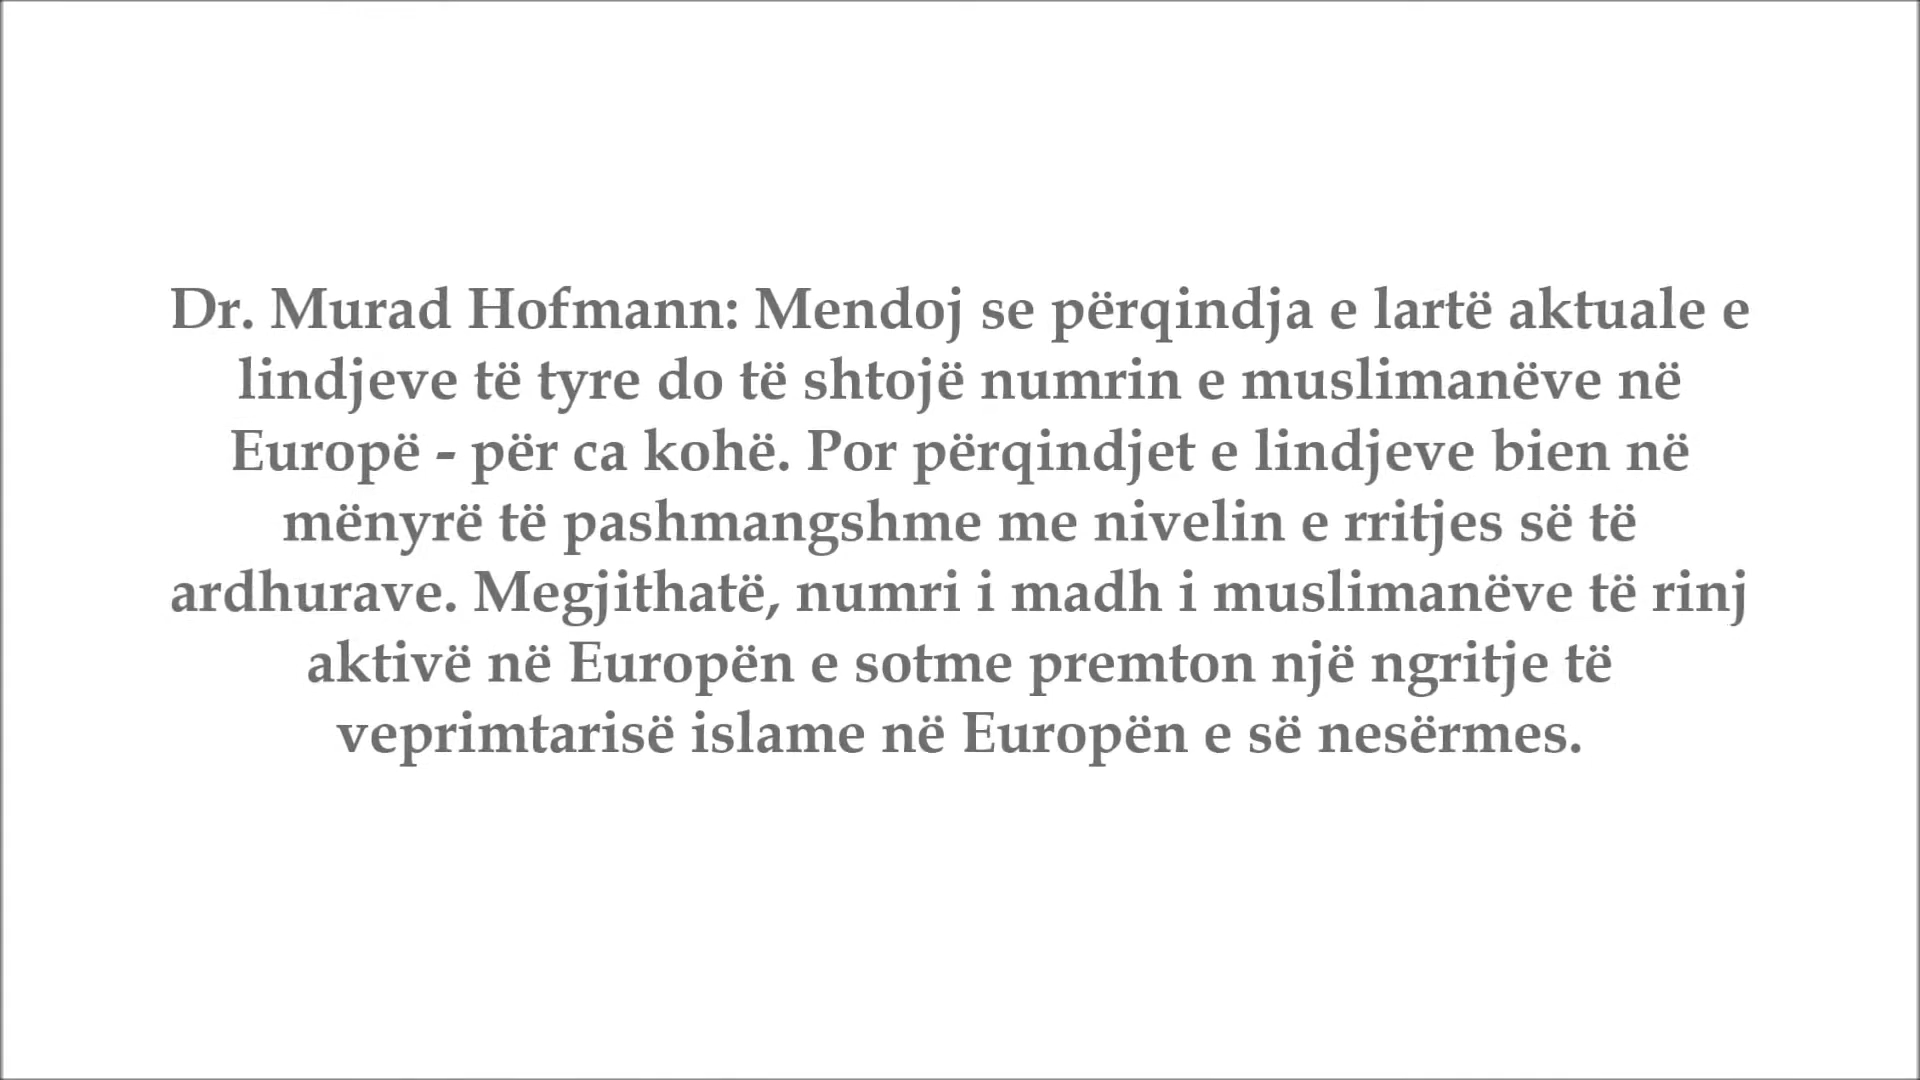 Dr. Murad Hofmann: Mendoj se përqindja e lartë aktuale e
lindjeve të tyre do të shtojë numrin e muslimanëve në
Europë - për ca kohë. Por përqindjet e lindjeve bien në
mënyrë të pashmangshme me nivelin e rritjes së të
ardhurave. Megjithatë, numri i madh i muslimanëve të rinj
aktivë në Europën e sotme premton një ngritje të
veprimtarisë islame në Europën e së nesërmes.